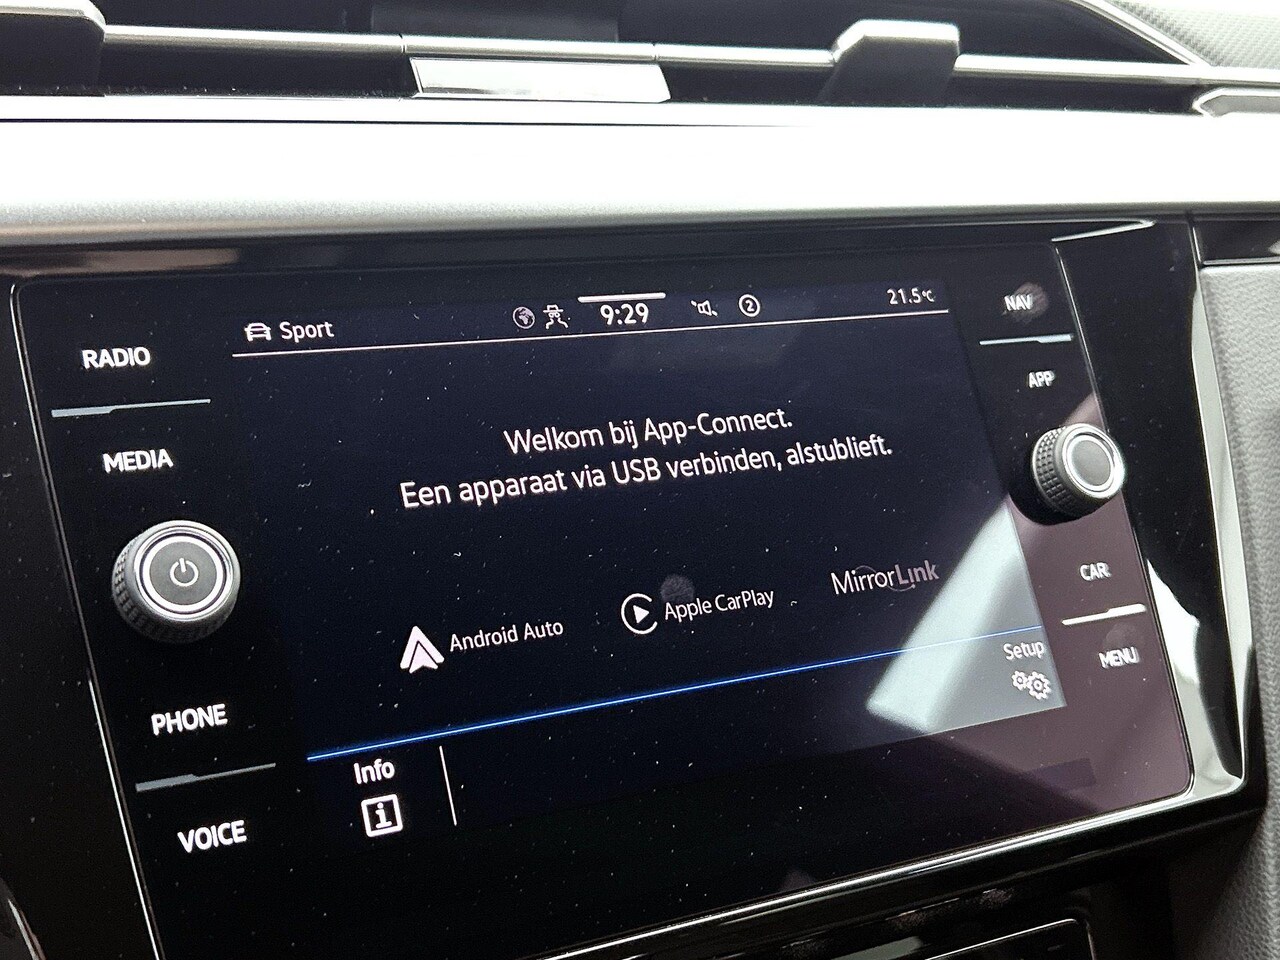 Sport
9:29
2
21.5°C
NAV
RADIO
APP
MEDIA
Welkom bij App-Connect.
Een apparaat via USB verbinden, alstublieft.
Android Auto
Apple CarPlay
MirrorLink
CAR
Setup
MENU
PHONE
Info
i
VOICE